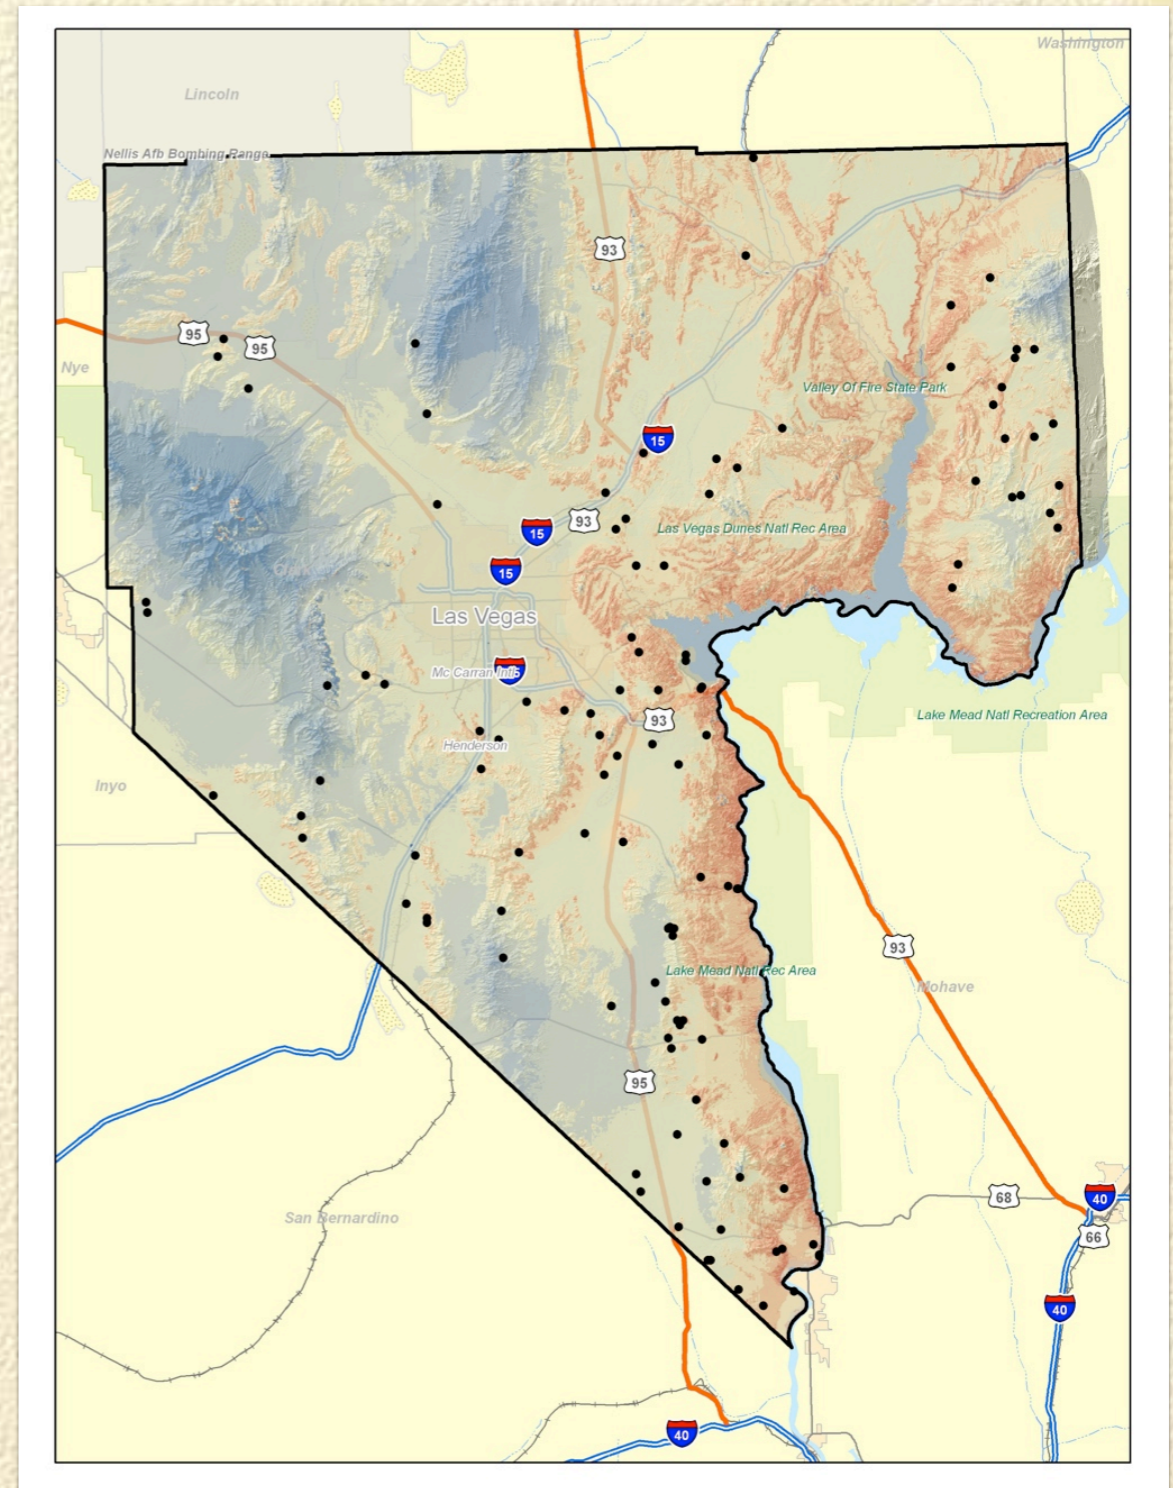 Washington
Lincoln
Nellis Afb Bombing Range
93
95
95
Nye
Valley Of Fire State Park
15
93
15
Las Vegas Dunes Natl Rec Area
15
Las Vegas
Mc Carran Intl
93
Lake Mead Natl Recreation Area
Henderson
Inyo
93
Lake Mead Natl Rec Area
Mohave
95
68
40
66
San Bernardino
40
40